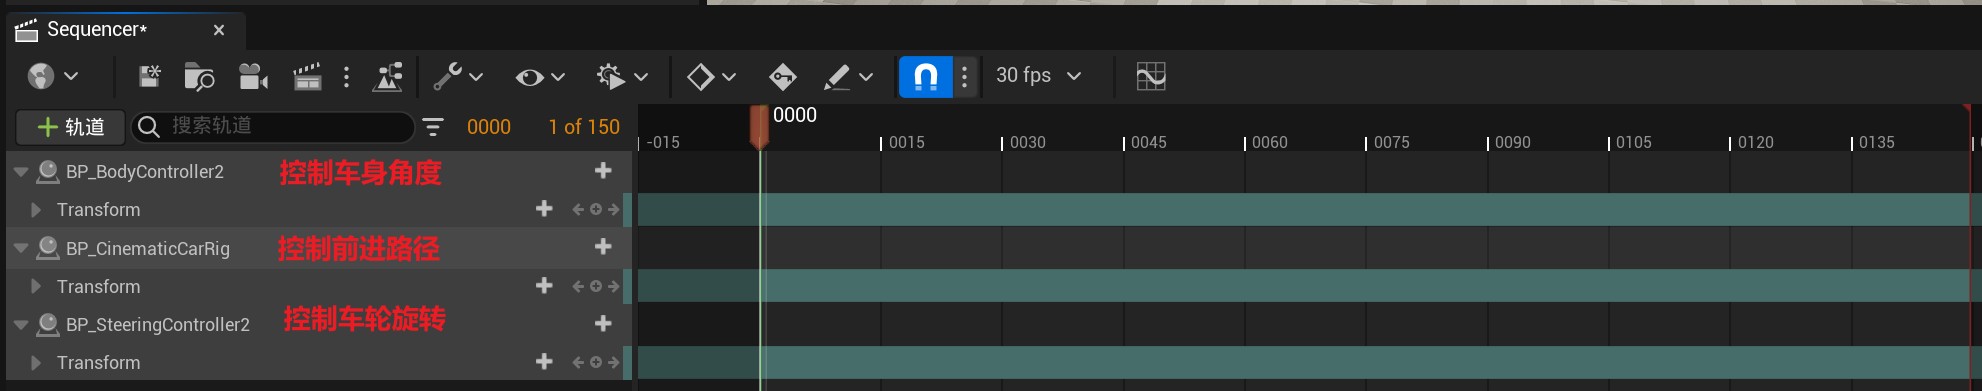 Sequencer* ×
30 fps
+ 轨道 搜索轨道 0000 1 of 150
0000
-015 0015 0030 0045 0060 0075 0090 0105 0120 0135
BP_BodyController2 控制车身角度
Transform
BP_CinematicCarRig 控制前进路径
Transform
BP_SteeringController2 控制车轮旋转
Transform